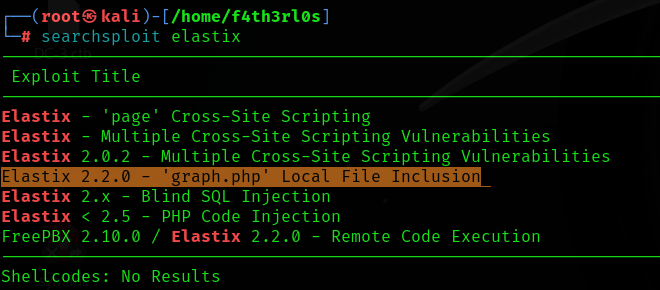 ┌──(root㉿kali)-[/home/f4th3rl0s]
└─# searchsploit elastix
Exploit Title
Elastix - 'page' Cross-Site Scripting
Elastix - Multiple Cross-Site Scripting Vulnerabilities
Elastix 2.0.2 - Multiple Cross-Site Scripting Vulnerabilities
Elastix 2.2.0 - 'graph.php' Local File Inclusion
Elastix 2.x - Blind SQL Injection
Elastix < 2.5 - PHP Code Injection
FreePBX 2.10.0 / Elastix 2.2.0 - Remote Code Execution
Shellcodes: No Results